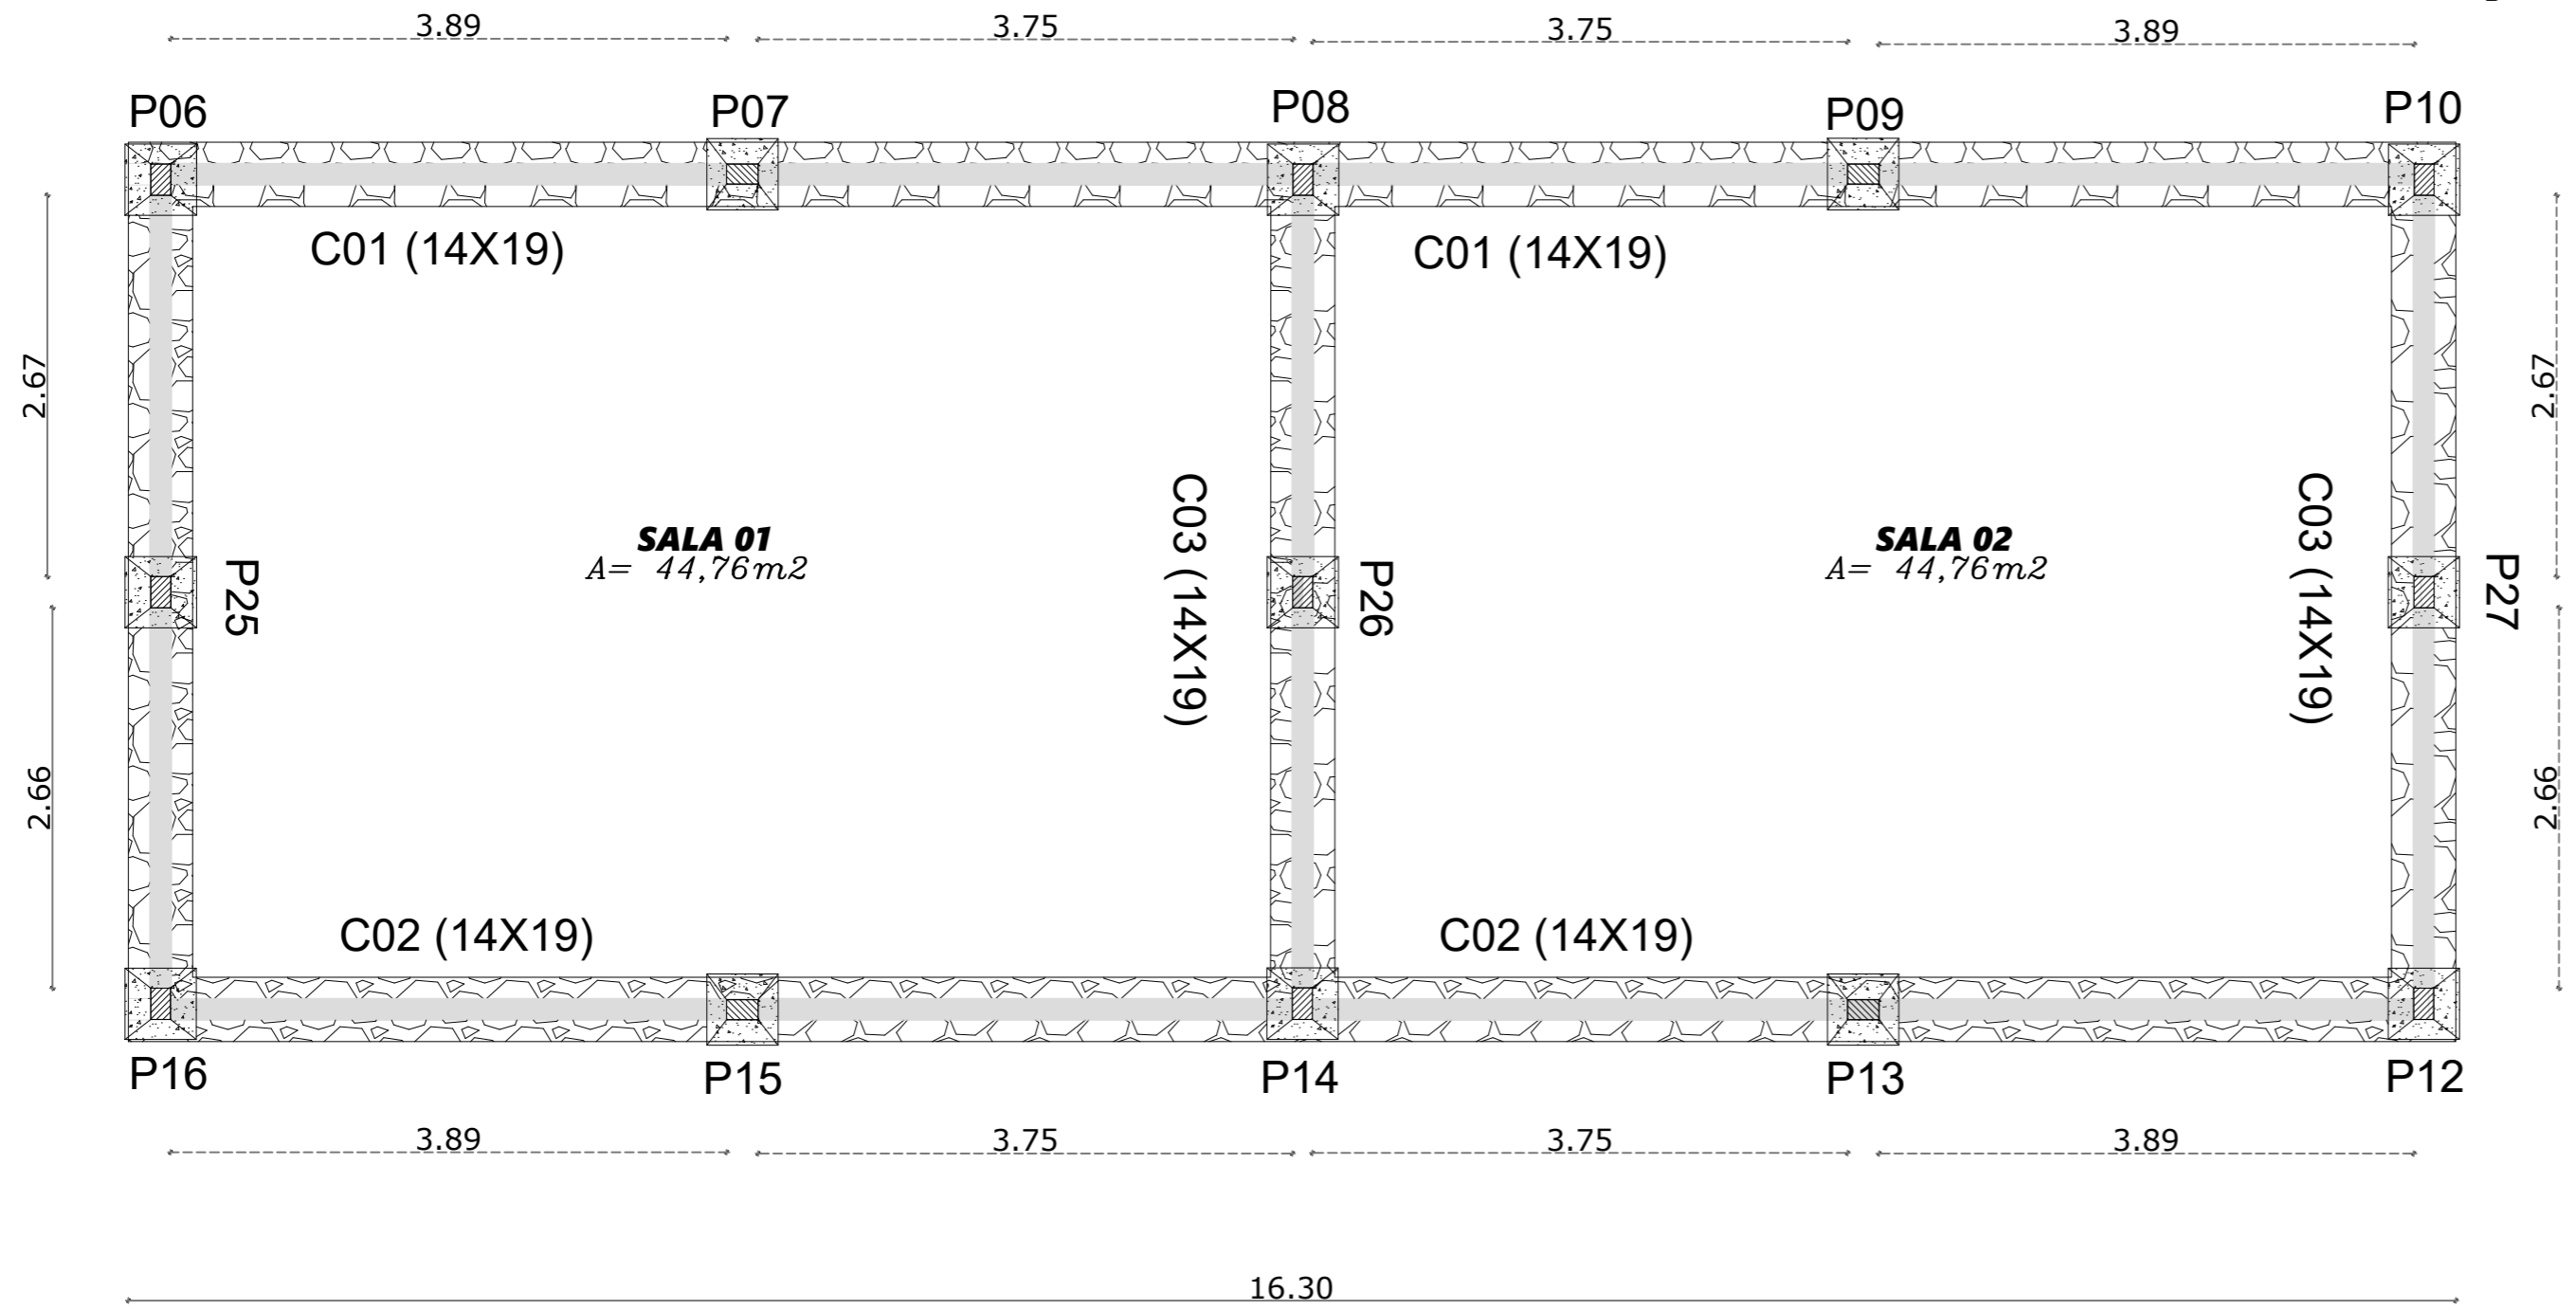 3.89
3.75
3.75
3.89
P06
P07
P08
P09
P10
C01 (14X19)
C01 (14X19)
2.67
2.67
C03 (14X19)
C03 (14X19)
SALA 01
A= 44,76m2
SALA 02
A= 44,76m2
P25
P26
P27
2.66
2.66
C02 (14X19)
C02 (14X19)
P16
P15
P14
P13
P12
3.89
3.75
3.75
3.89
16.30